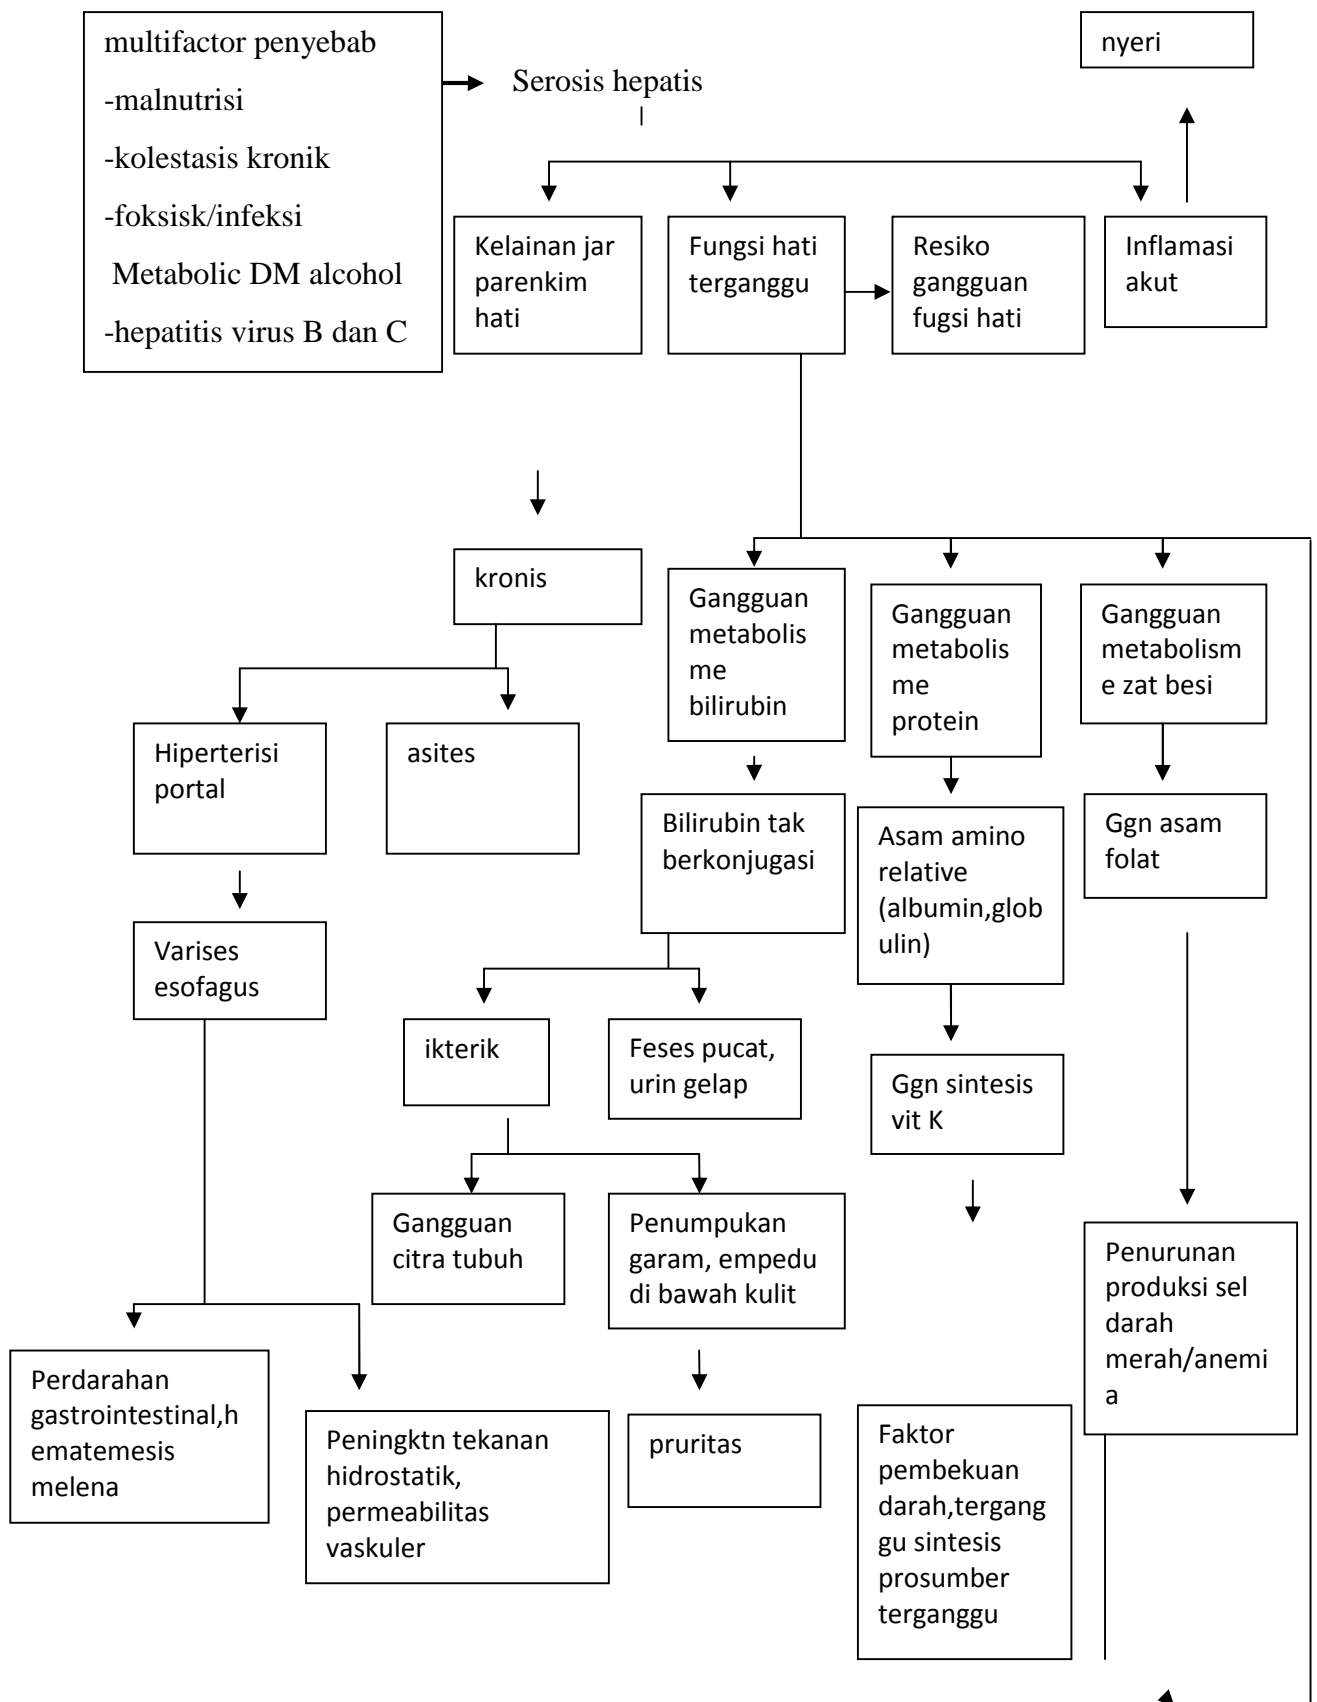 multifactor penyebab
-malnutrisi
-kolestasis kronik
-foksisk/infeksi
Metabolic DM alcohol
-hepatitis virus B dan C
Serosis hepatis
nyeri
Kelainan jar
parenkim
hati
Fungsi hati
terganggu
Resiko
gangguan
fugsi hati
Inflamasi
akut
kronis
Gangguan
metabolis
me
bilirubin
Gangguan
metabolis
me
protein
Gangguan
metabolism
e zat besi
Hiperterisi
portal
asites
Bilirubin tak
berkonjugasi
Asam amino
relative
(albumin,glob
ulin)
Ggn asam
folat
Varises
esofagus
ikterik
Feses pucat,
urin gelap
Ggn sintesis
vit K
Gangguan
citra tubuh
Penumpukan
garam, empedu
di bawah kulit
Penurunan
produksi sel
darah
merah/anemi
a
Perdarahan
gastrointestinal,h
ematemesis
melena
Peningktn tekanan
hidrostatik,
permeabilitas
vaskuler
pruritas
Faktor
pembekuan
darah,tergang
gu sintesis
prosumber
terganggu